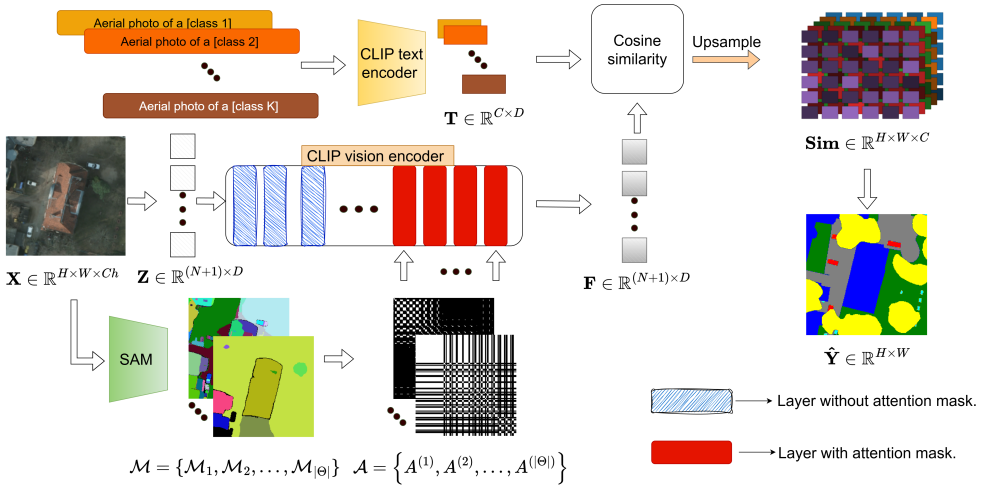 Aerial photo of a [class 1]
Aerial photo of a [class 2]
Aerial photo of a [class K]
CLIP text
encoder
T ∈ ℝ^{C×D}
Cosine
similarity
Upsample
Sim ∈ ℝ^{H×W×C}
CLIP vision encoder
X ∈ ℝ^{H×W×Ch}
Z ∈ ℝ^{(N+1)×D}
F ∈ ℝ^{(N+1)×D}
SAM
Ŷ ∈ ℝ^{H×W}
Layer without attention mask.
Layer with attention mask.
ℳ = {ℳ₁, ℳ₂, . . . , ℳ_{|Θ|}}
𝒜 = {A^{(1)}, A^{(2)}, . . . , A^{(|Θ|)}}